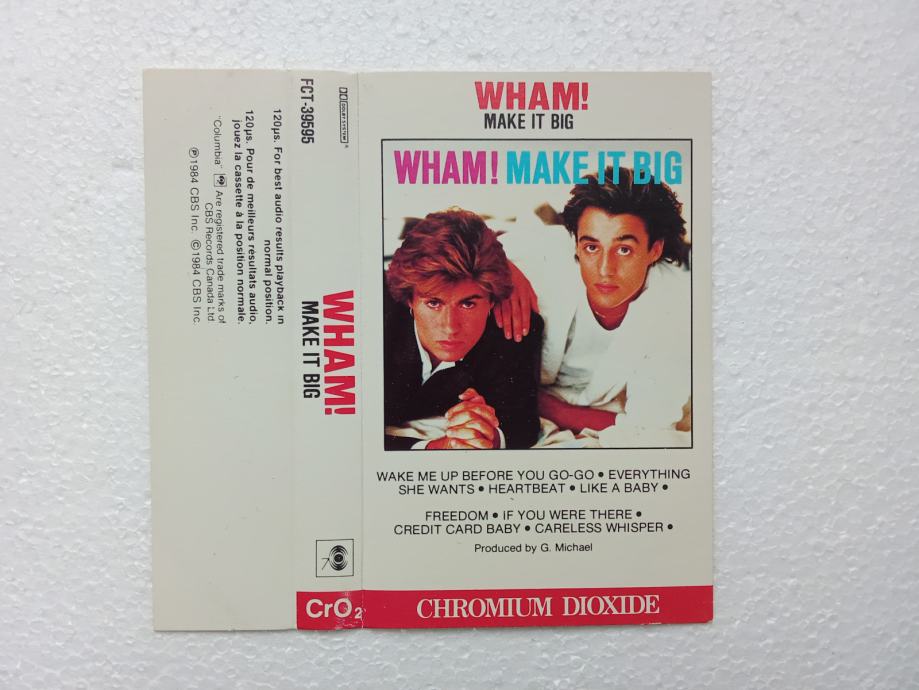 WHAM!
MAKE IT BIG
WHAM! MAKE IT BIG
WAKE ME UP BEFORE YOU GO-GO • EVERYTHING
SHE WANTS • HEARTBEAT • LIKE A BABY •
FREEDOM • IF YOU WERE THERE •
CREDIT CARD BABY • CARELESS WHISPER •
Produced by G. Michael
CHROMIUM DIOXIDE
DOLBY SYSTEM
FCT-39595
WHAM!
MAKE IT BIG
CrO2
120µs. For best audio results playback in
normal position.
120µs. Pour de meilleurs résultats audio,
jouez la cassette à la position normale.
"Columbia" Are registered trade marks of
CBS Records Canada Ltd.
℗1984 CBS Inc. ©1984 CBS Inc.